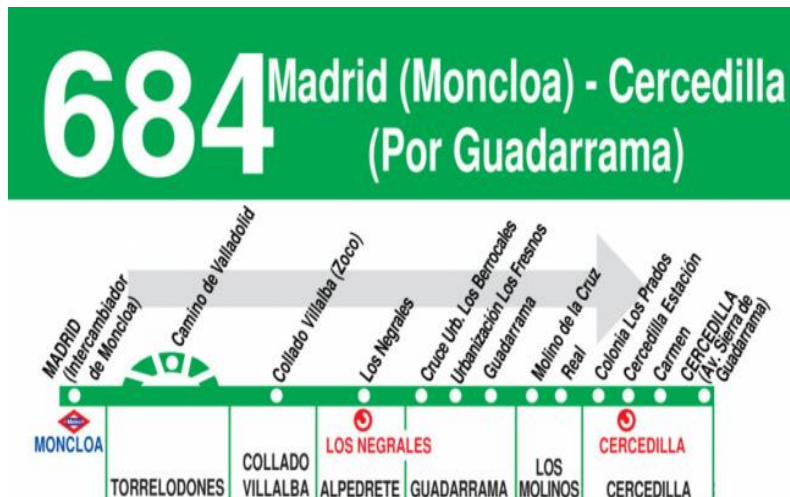 684
Madrid (Moncloa) - Cercedilla
(Por Guadarrama)
MADRID
(Intercambiador
de Moncloa)
Camino de Valladolid
Collado Villalba (Zoco)
Los Negrales
Cruce Urb. Los Berrocales
Urbanización Los Fresnos
Guadarrama
Molino de la Cruz
Real
Colonia Los Prados
Cercedilla Estación
Carmen
CERCEDILLA
(Av. Sierra de
Guadarrama)
MONCLOA
LOS NEGRALES
CERCEDILLA
TORRELODONES
COLLADO
VILLALBA
ALPEDRETE
GUADARRAMA
LOS
MOLINOS
CERCEDILLA